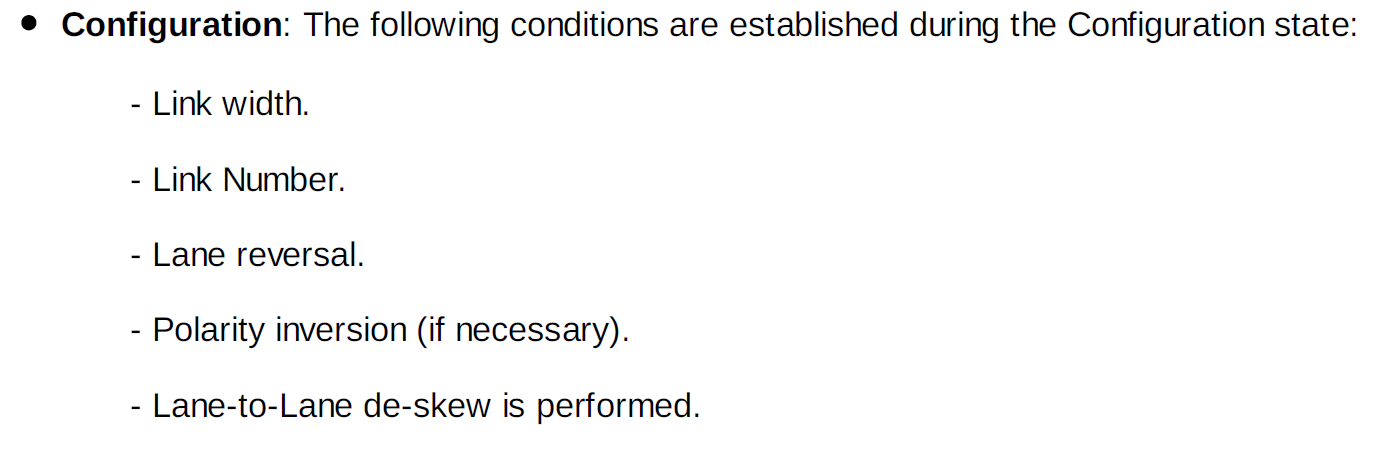 ● Configuration: The following conditions are established during the Configuration state:
- Link width.
- Link Number.
- Lane reversal.
- Polarity inversion (if necessary).
- Lane-to-Lane de-skew is performed.